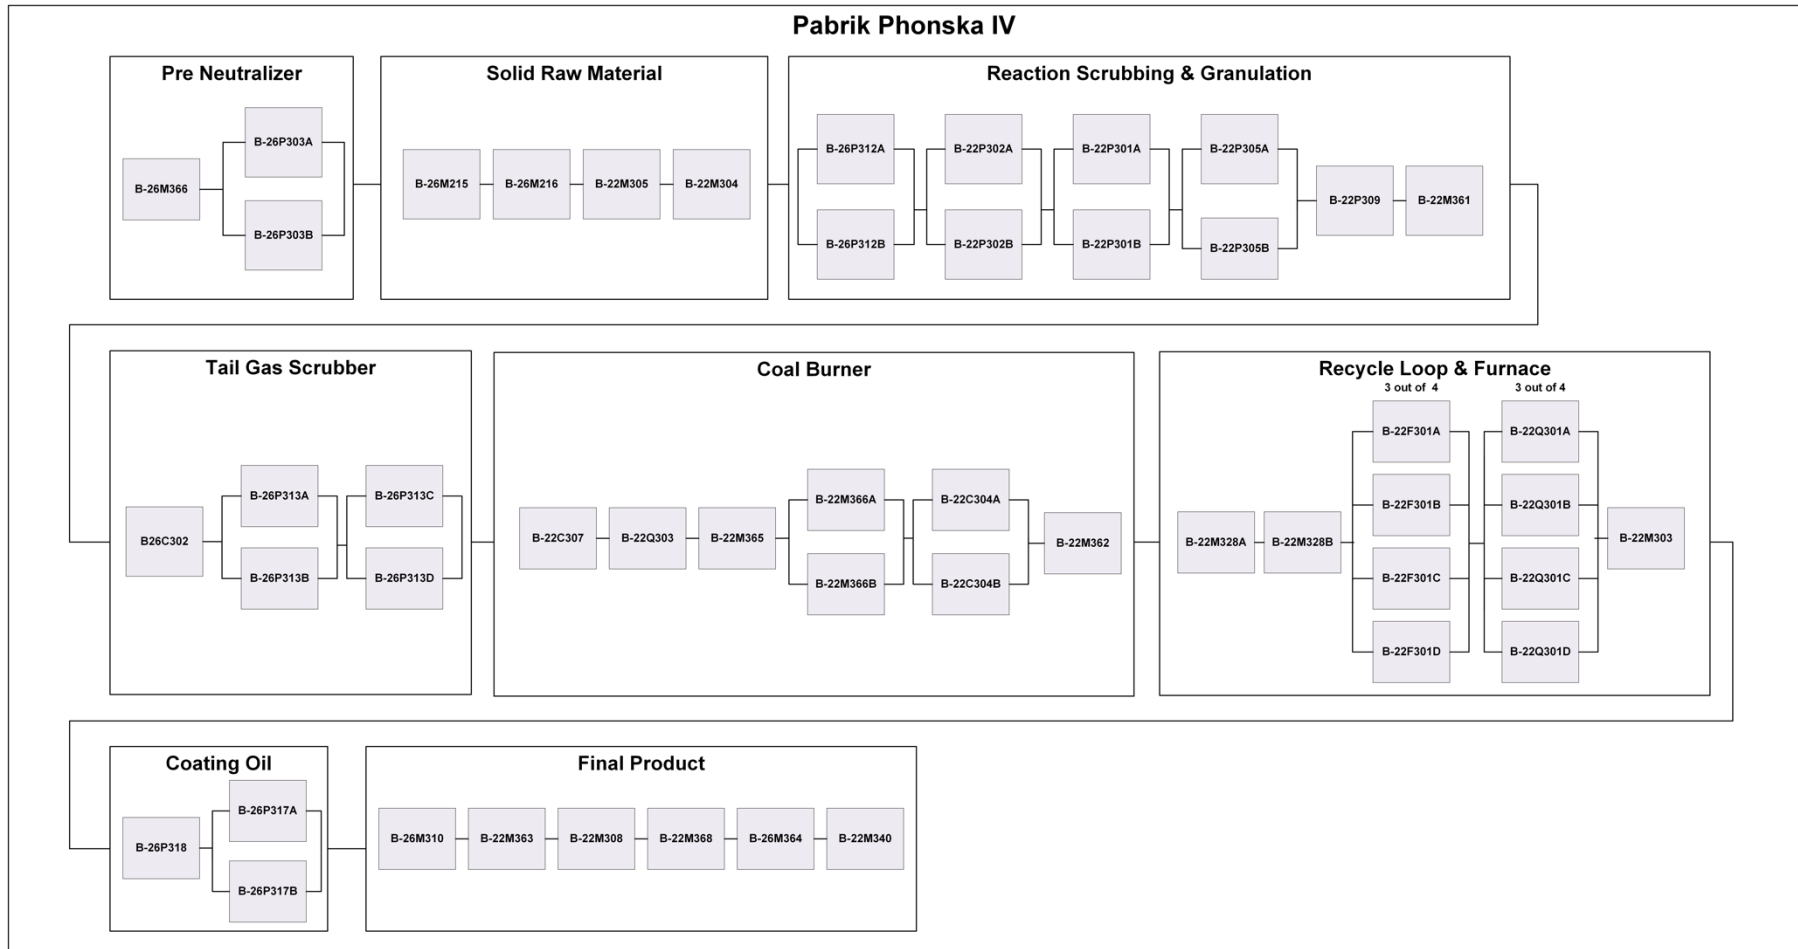 Pabrik Phonska IV
Pre Neutralizer
B-26M366
B-26P303A
B-26P303B
Solid Raw Material
B-26M215
B-26M216
B-22M305
B-22M304
Reaction Scrubbing & Granulation
B-26P312A
B-26P312B
B-22P302A
B-22P302B
B-22P301A
B-22P301B
B-22P305A
B-22P305B
B-22P309
B-22M361
Tail Gas Scrubber
B26C302
B-26P313A
B-26P313B
B-26P313C
B-26P313D
Coal Burner
B-22C307
B-22Q303
B-22M365
B-22M366A
B-22M366B
B-22C304A
B-22C304B
B-22M362
Recycle Loop & Furnace
3 out of 4
3 out of 4
B-22M328A
B-22M328B
B-22F301A
B-22F301B
B-22F301C
B-22F301D
B-22Q301A
B-22Q301B
B-22Q301C
B-22Q301D
B-22M303
Coating Oil
B-26P318
B-26P317A
B-26P317B
Final Product
B-26M310
B-22M363
B-22M308
B-22M368
B-26M364
B-22M340